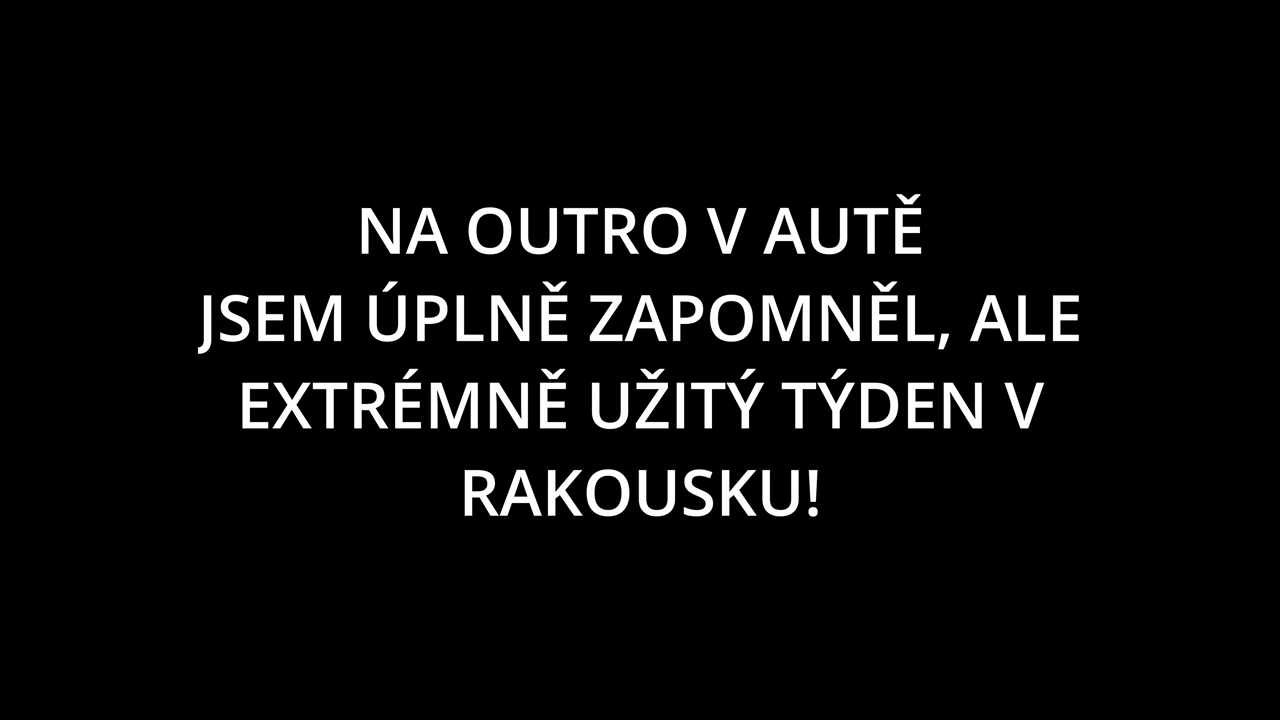 NA OUTRO V AUTĚ
JSEM ÚPLNĚ ZAPOMNĚL, ALE
EXTRÉMNĚ UŽITÝ TÝDEN V
RAKOUSKU!